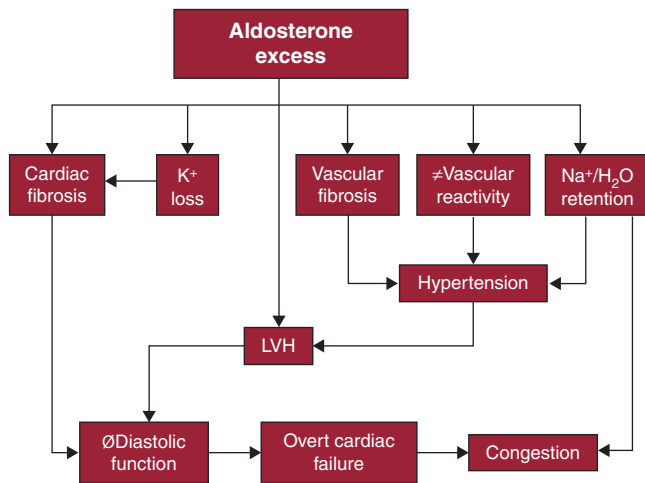 Aldosterone
excess
Cardiac
fibrosis
K⁺
loss
Vascular
fibrosis
≠Vascular
reactivity
Na⁺/H₂O
retention
Hypertension
LVH
ØDiastolic
function
Overt cardiac
failure
Congestion